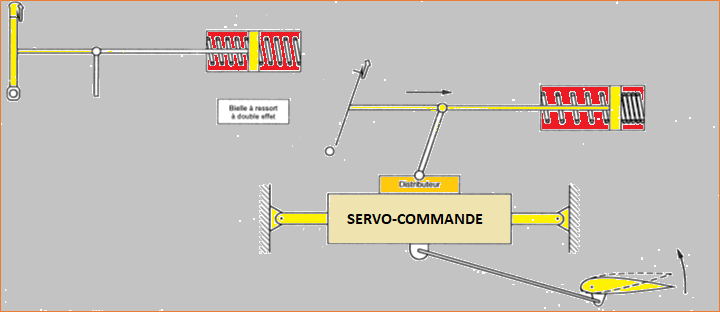 Bielle à ressort
à double effet
Distributeur
SERVO-COMMANDE